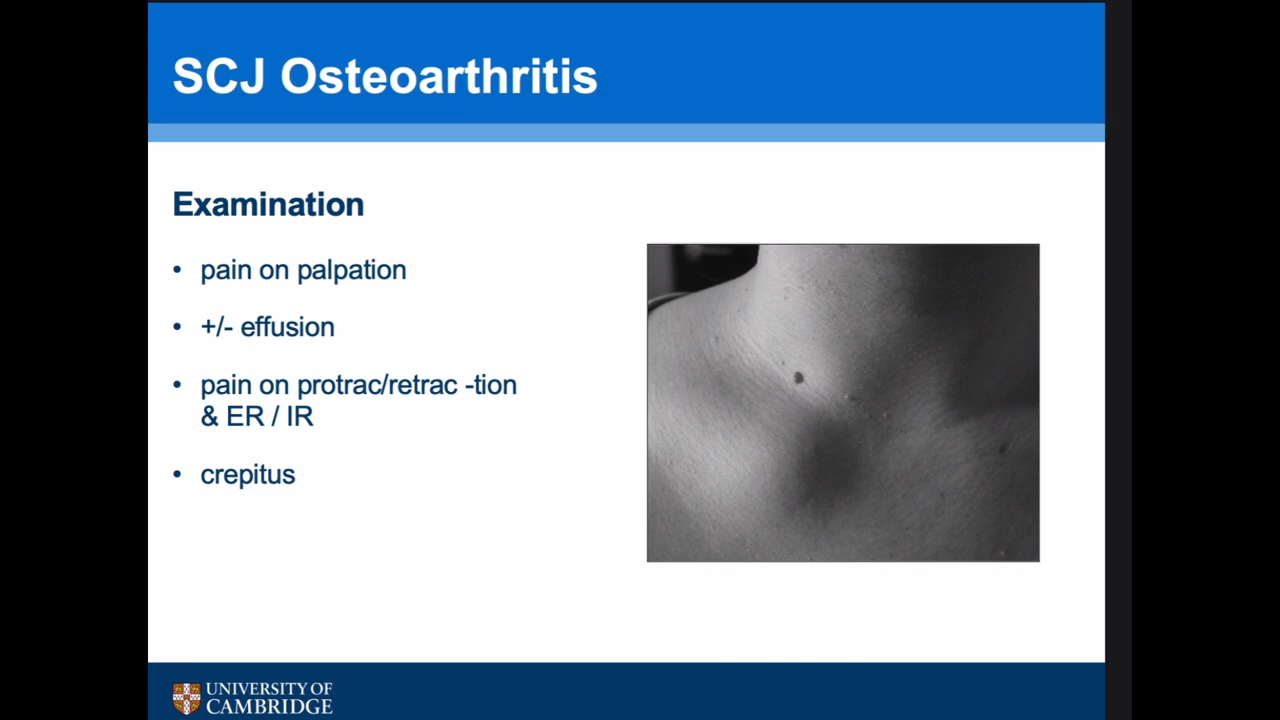 SCJ Osteoarthritis
Examination
• pain on palpation
• +/- effusion
• pain on protrac/retrac -tion
& ER / IR
• crepitus
UNIVERSITY OF
CAMBRIDGE